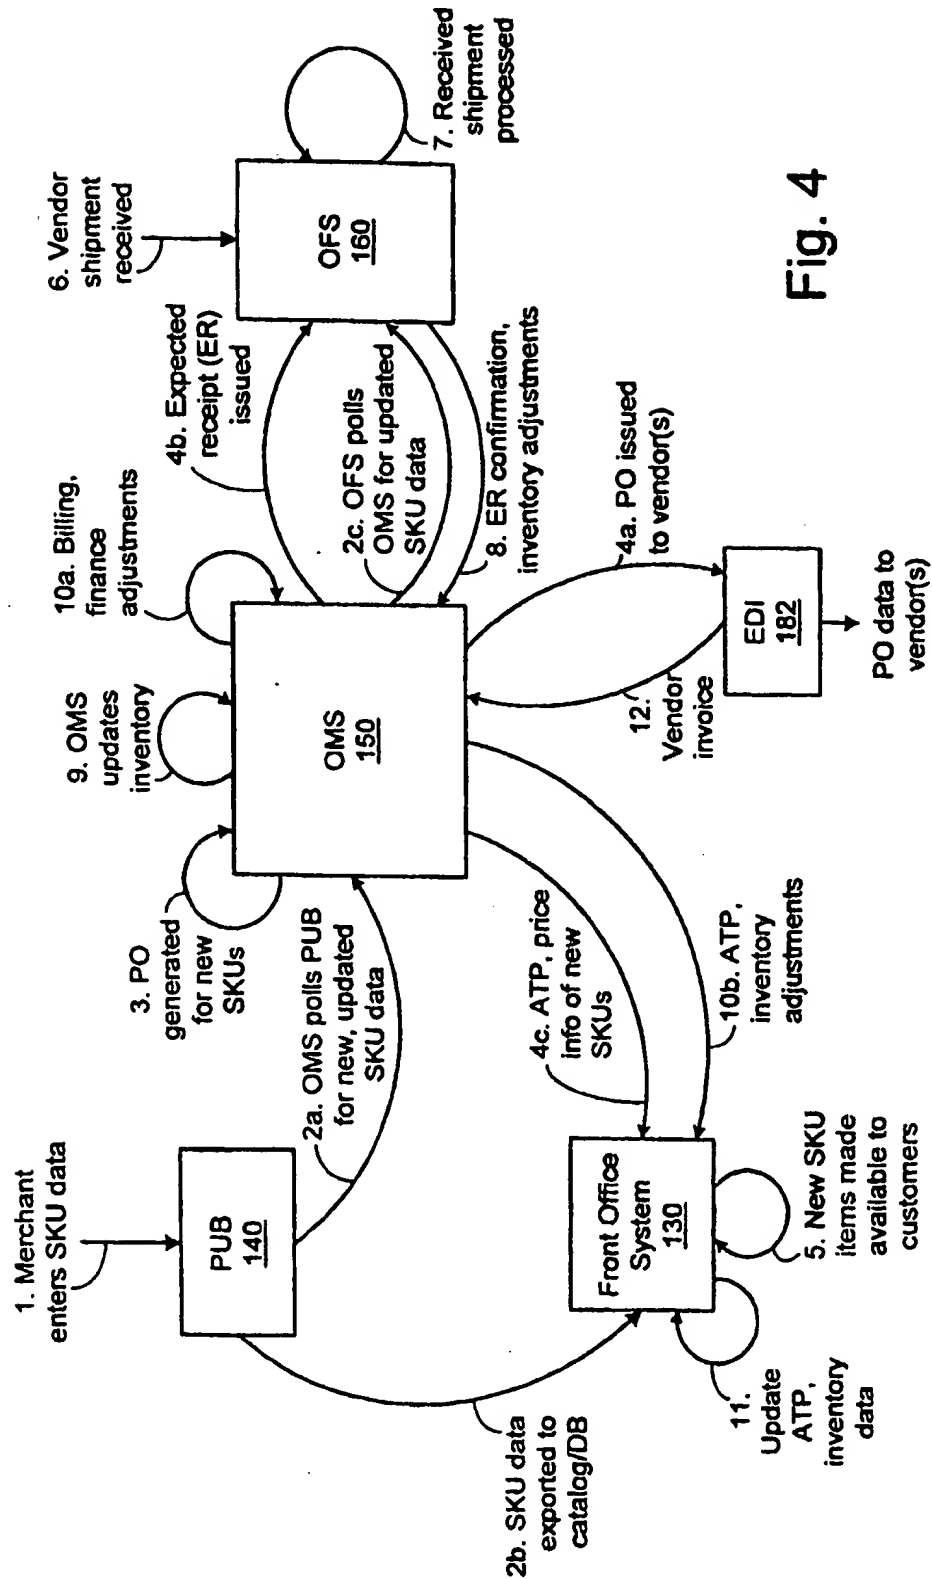 1. Merchant
enters SKU data
PUB
140
2a. OMS polls PUB
for new, updated
SKU data
2b. SKU data
exported to
catalog/DB
3. PO
generated
for new
SKUs
9. OMS
updates
inventory
10a. Billing,
finance
adjustments
OMS
150
4b. Expected
receipt (ER)
issued
2c. OFS polls
OMS for updated
SKU data
8. ER confirmation,
inventory adjustments
6. Vendor
shipment
received
OFS
160
7. Received
shipment
processed
4c. ATP, price
info of new
SKUs
10b. ATP,
inventory
adjustments
12.
Vendor
invoice
4a. PO issued
to vendor(s)
EDI
182
PO data to
vendor(s)
Front Office
System
130
11.
Update
ATP,
inventory
data
5. New SKU
items made
available to
customers
Fig. 4